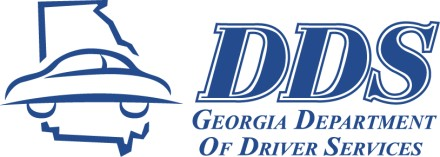 DDS
GEORGIA DEPARTMENT
OF DRIVER SERVICES